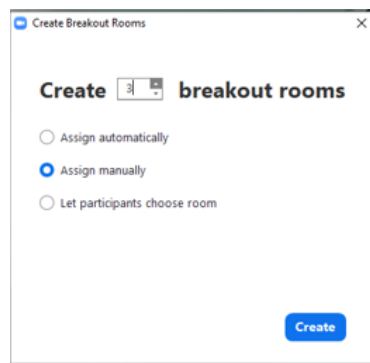 Create Breakout Rooms
Create 3 breakout rooms
Assign automatically
Assign manually
Let participants choose room
Create